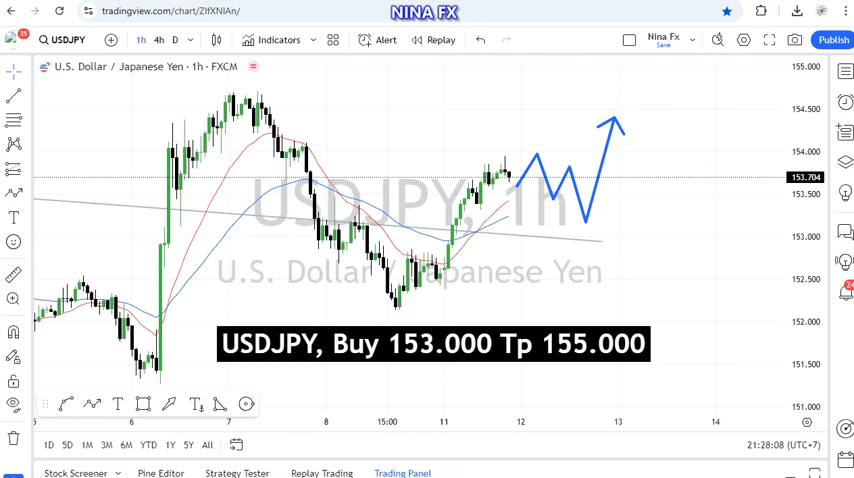 NINA FX
tradingview.com/chart/ZIfXNIAn/
35
USDJPY
1h 4h D
Indicators
Alert
Replay
Nina Fx
Save
Publish
U.S. Dollar / Japanese Yen · 1h · FXCM
155.000
154.500
154.000
153.704
153.500
153.000
152.500
152.000
151.500
151.000
USDJPY, 1h
U.S. Dollar / Japanese Yen
USDJPY, Buy 153.000 Tp 155.000
24
5 6 7 8 15:00 11 12 13 14
1D 5D 1M 3M 6M YTD 1Y 5Y All
21:28:08 (UTC+7)
Stock Screener Pine Editor Strategy Tester Replay Trading Trading Panel